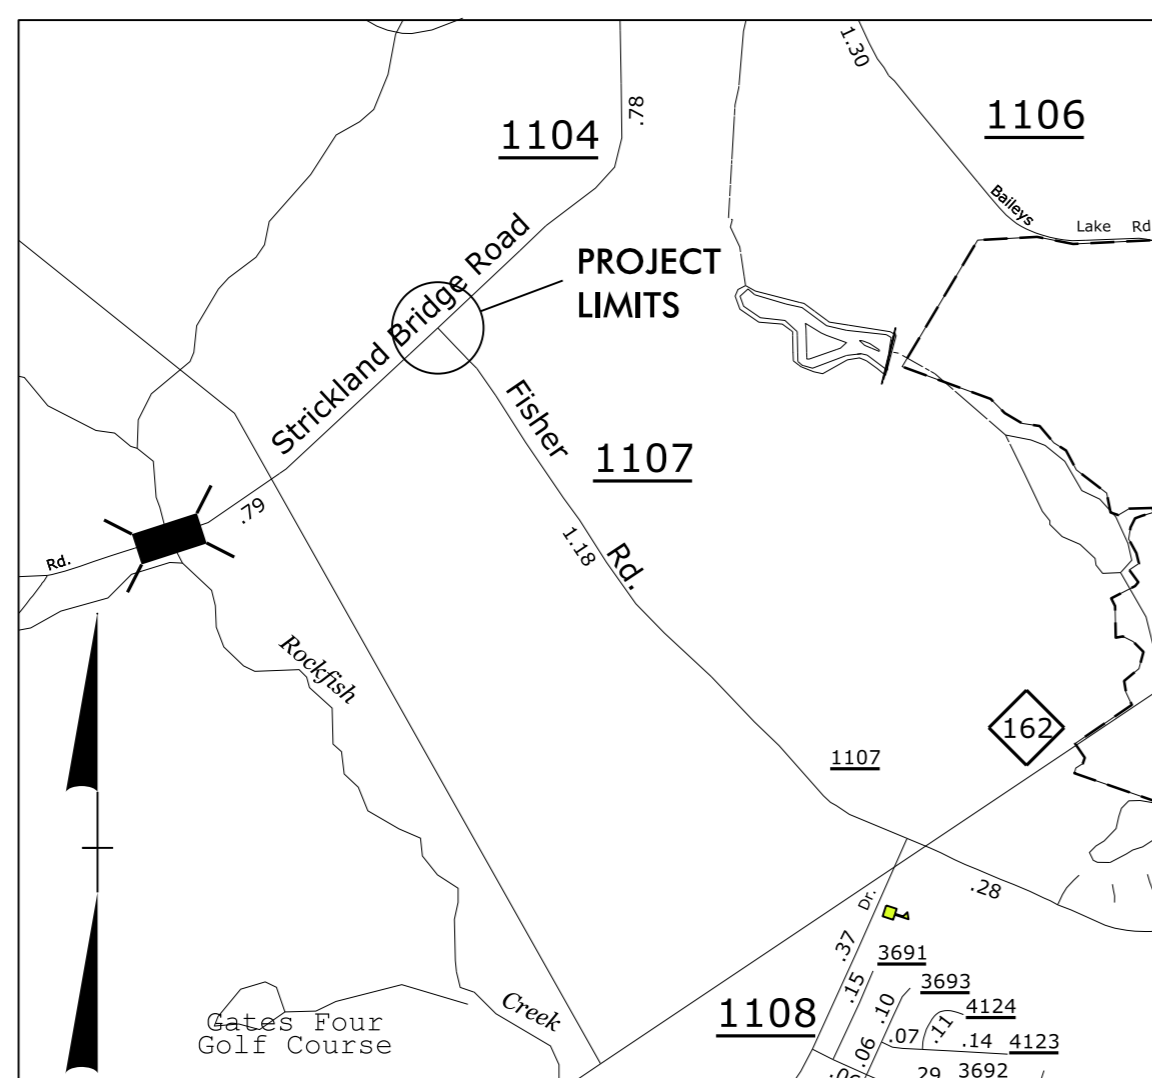 1.30
.78
1104
1106
Baileys
Lake Rd
Strickland Bridge Road
PROJECT
LIMITS
Fisher
Rd.
1107
.79
1.18
Rd.
Rockfish
162
1107
.28
Dr.
.37
3691
.15
3693
.10
4124
1108
.11
.07
.14
4123
.06
Creek
Gates Four
Golf Course
29
3692